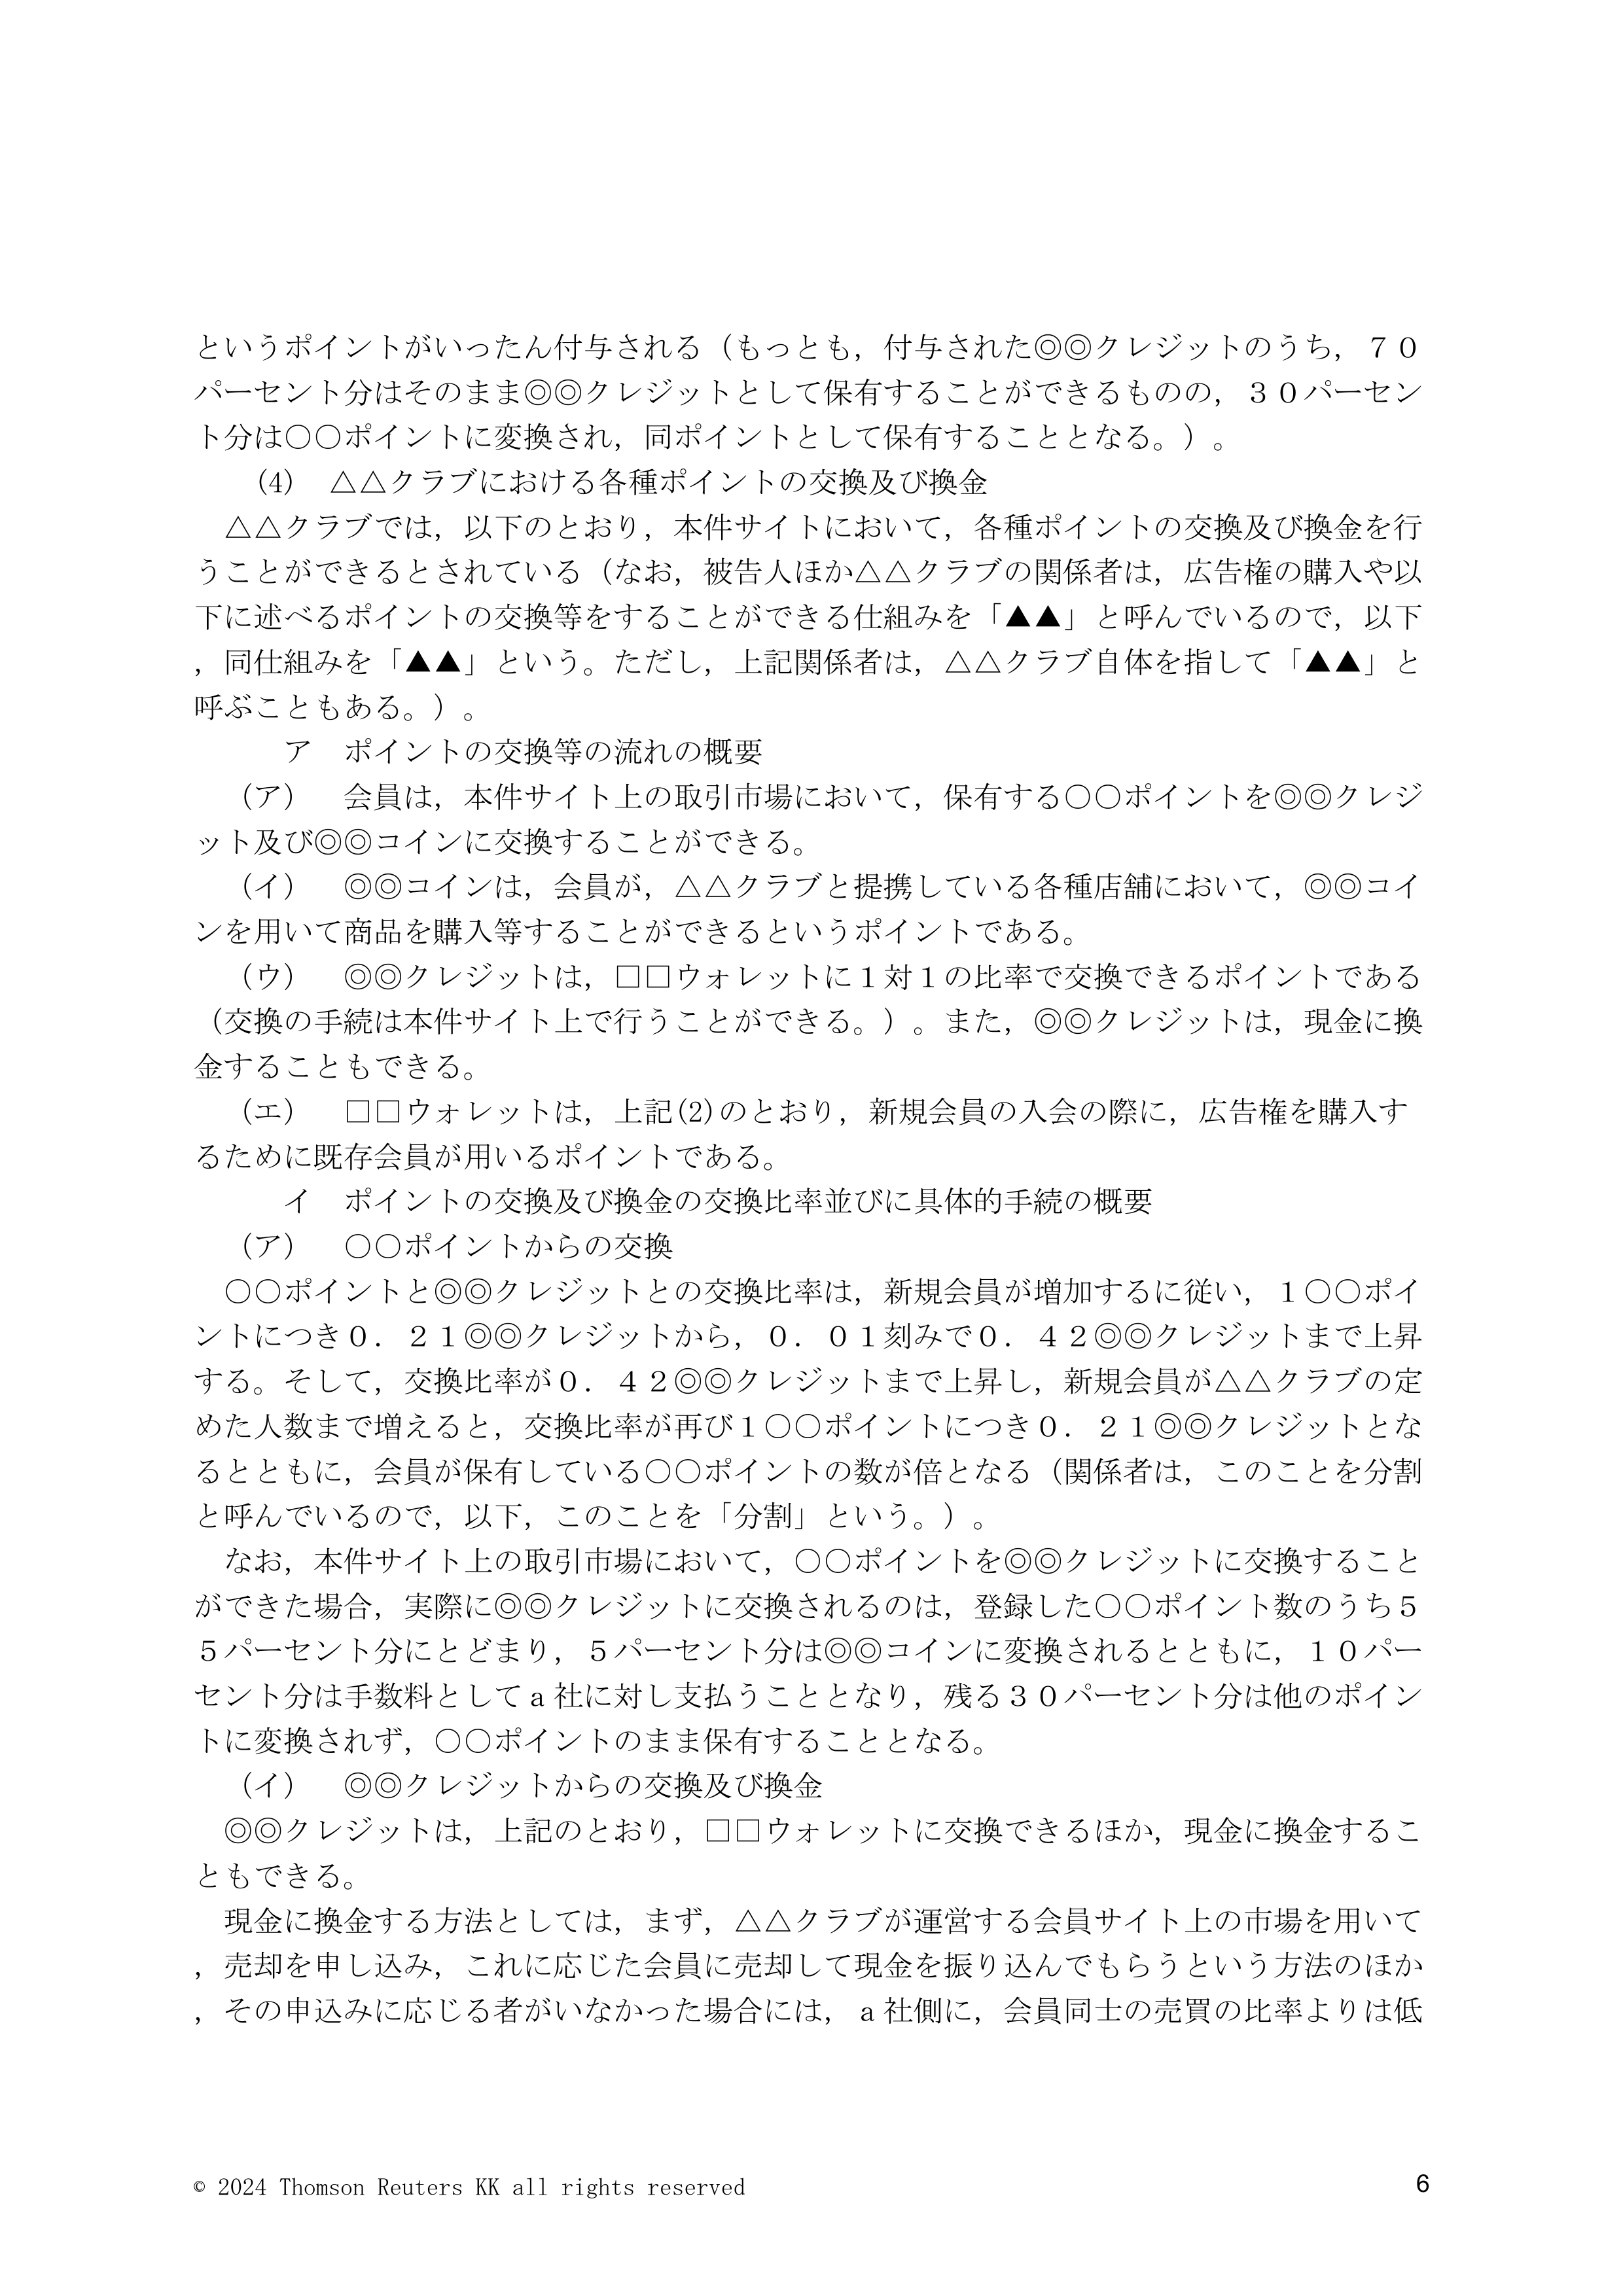 というポイントがいったん付与される（もっとも，付与された◎◎クレジットのうち，７０
パーセント分はそのまま◎◎クレジットとして保有することができるものの，３０パーセン
ト分は〇〇ポイントに変換され，同ポイントとして保有することとなる。）。
(4)　△△クラブにおける各種ポイントの交換及び換金
△△クラブでは，以下のとおり，本件サイトにおいて，各種ポイントの交換及び換金を行
うことができるとされている（なお，被告人ほか△△クラブの関係者は，広告権の購入や以
下に述べるポイントの交換等をすることができる仕組みを「▲▲」と呼んでいるので，以下
，同仕組みを「▲▲」という。ただし，上記関係者は，△△クラブ自体を指して「▲▲」と
呼ぶこともある。）。
ア　ポイントの交換等の流れの概要
（ア）　会員は，本件サイト上の取引市場において，保有する〇〇ポイントを◎◎クレジ
ット及び◎◎コインに交換することができる。
（イ）　◎◎コインは，会員が，△△クラブと提携している各種店舗において，◎◎コイ
ンを用いて商品を購入等することができるというポイントである。
（ウ）　◎◎クレジットは，□□ウォレットに１対１の比率で交換できるポイントである
（交換の手続は本件サイト上で行うことができる。）。また，◎◎クレジットは，現金に換
金することもできる。
（エ）　□□ウォレットは，上記(2)のとおり，新規会員の入会の際に，広告権を購入す
るために既存会員が用いるポイントである。
イ　ポイントの交換及び換金の交換比率並びに具体的手続の概要
（ア）　〇〇ポイントからの交換
〇〇ポイントと◎◎クレジットとの交換比率は，新規会員が増加するに従い，１〇〇ポイ
ントにつき０．２１◎◎クレジットから，０．０１刻みで０．４２◎◎クレジットまで上昇
する。そして，交換比率が０．４２◎◎クレジットまで上昇し，新規会員が△△クラブの定
めた人数まで増えると，交換比率が再び１〇〇ポイントにつき０．２１◎◎クレジットとな
るとともに，会員が保有している〇〇ポイントの数が倍となる（関係者は，このことを分割
と呼んでいるので，以下，このことを「分割」という。）。
なお，本件サイト上の取引市場において，〇〇ポイントを◎◎クレジットに交換すること
ができた場合，実際に◎◎クレジットに交換されるのは，登録した〇〇ポイント数のうち５
５パーセント分にとどまり，５パーセント分は◎◎コインに変換されるとともに，１０パー
セント分は手数料としてａ社に対し支払うこととなり，残る３０パーセント分は他のポイン
トに変換されず，〇〇ポイントのまま保有することとなる。
（イ）　◎◎クレジットからの交換及び換金
◎◎クレジットは，上記のとおり，□□ウォレットに交換できるほか，現金に換金するこ
ともできる。
現金に換金する方法としては，まず，△△クラブが運営する会員サイト上の市場を用いて
，売却を申し込み，これに応じた会員に売却して現金を振り込んでもらうという方法のほか
，その申込みに応じる者がいなかった場合には，ａ社側に，会員同士の売買の比率よりは低
© 2024 Thomson Reuters KK all rights reserved
6